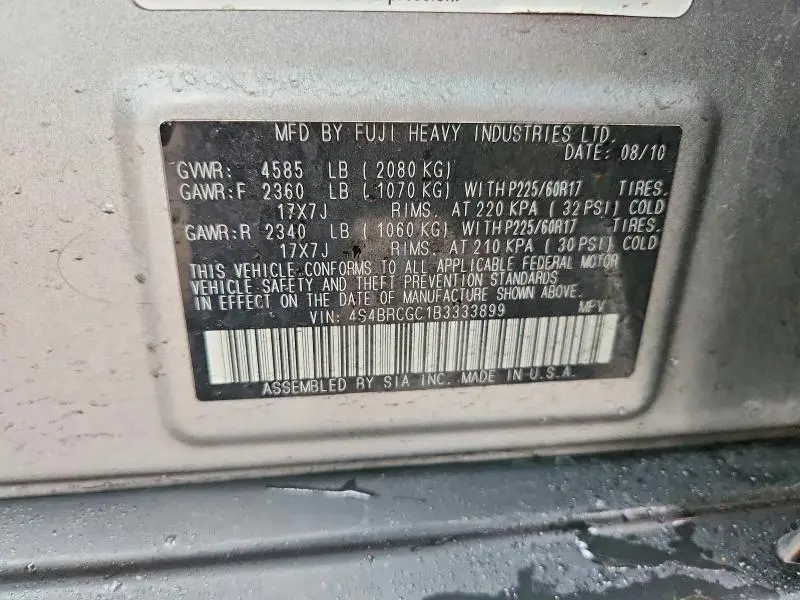 MFD BY FUJI HEAVY INDUSTRIES LTD.
DATE: 08/10
GVWR: 4585 LB ( 2080 KG)
GAWR:F 2360 LB ( 1070 KG) WITH P225/60R17 TIRES.
17X7J RIMS. AT 220 KPA ( 32 PSI) COLD
GAWR:R 2340 LB ( 1060 KG) WITH P225/60R17 TIRES.
17X7J RIMS. AT 210 KPA ( 30 PSI) COLD
THIS VEHICLE CONFORMS TO ALL APPLICABLE FEDERAL MOTOR
VEHICLE SAFETY AND THEFT PREVENTION STANDARDS
IN EFFECT ON THE DATE OF MANUFACTURE SHOWN ABOVE.
VIN: 4S4BRCGC1B3333899 MPV
ASSEMBLED BY SIA INC. MADE IN U.S.A.